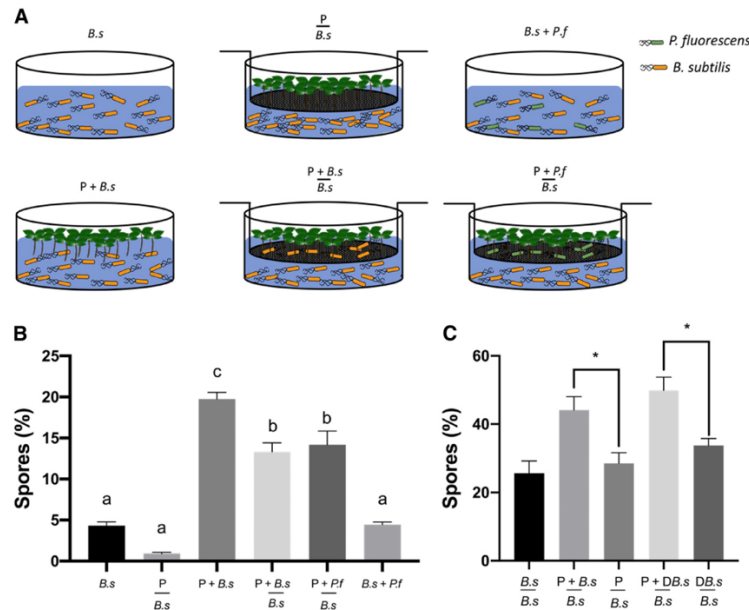 A
B.s
P
B.s
B.s + P.f
P. fluorescens
B. subtilis
P + B.s
P + B.s
B.s
P + P.f
B.s
B
Spores (%)
25
20
15
10
5
0
a
a
c
b
b
a
B.s
P
B.s
P + B.s
P + B.s
B.s
P + P.f
B.s
B.s + P.f
C
Spores (%)
60
40
20
0
*
*
B.s
B.s
P + B.s
B.s
P
B.s
P + DB.s
B.s
DB.s
B.s